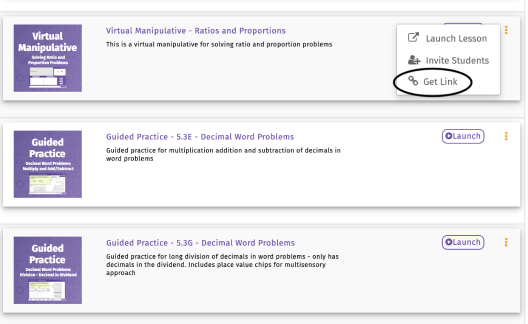 Virtual
Manipulative
Solving Ratio and
Proportion Problems
Virtual Manipulative - Ratios and Proportions
This is a virtual manipulative for solving ratio and proportion problems
Launch Lesson
Invite Students
Get Link
Guided
Practice
Decimal Word Problems
Multiply and Add/Subtract
Guided Practice - 5.3E - Decimal Word Problems
Guided practice for multiplication addition and subtraction of decimals in
word problems
Launch
Guided
Practice
Decimal Word Problems
Division - Decimal in Dividend
Guided Practice - 5.3G - Decimal Word Problems
Guided practice for long division of decimals in word problems - only has
decimals in the dividend. Includes place value chips for multisensory
approach
Launch